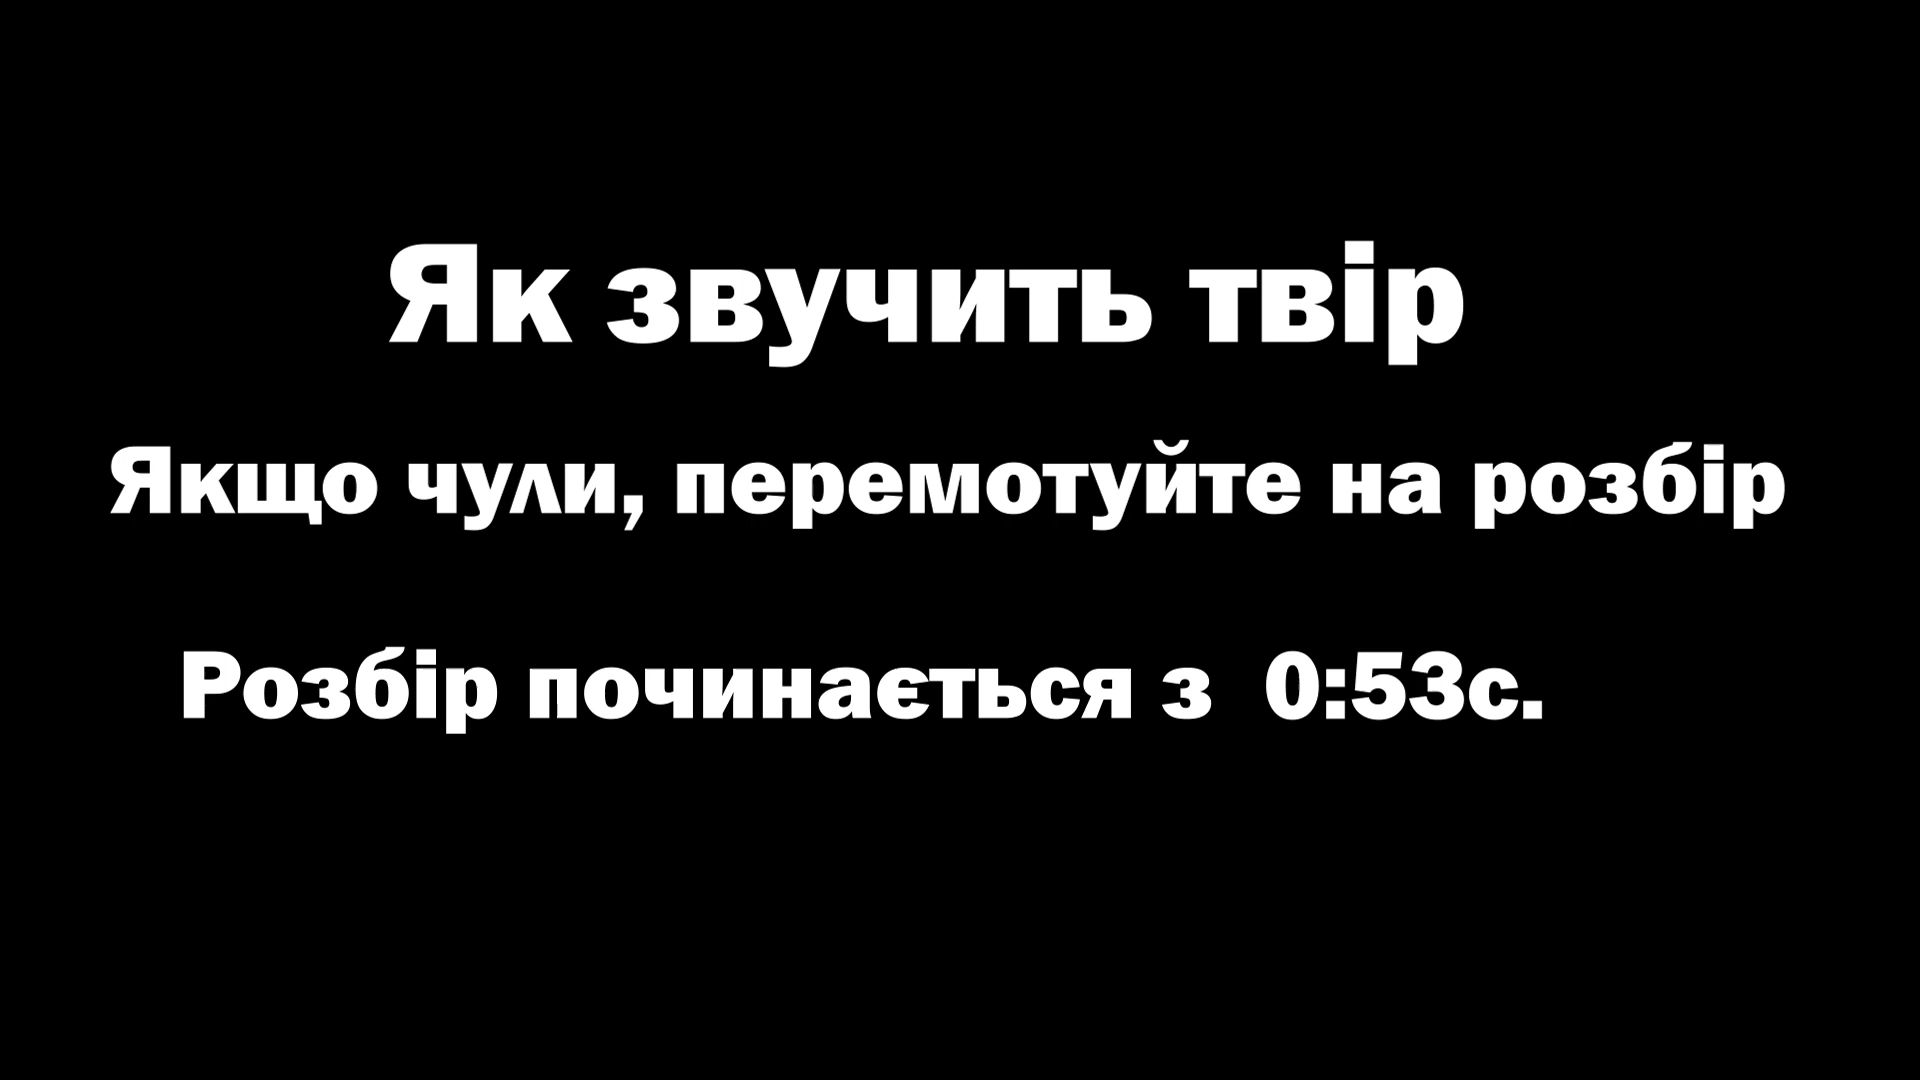 Як звучить твір
Якщо чули, перемотуйте на розбір
Розбір починається з  0:53с.